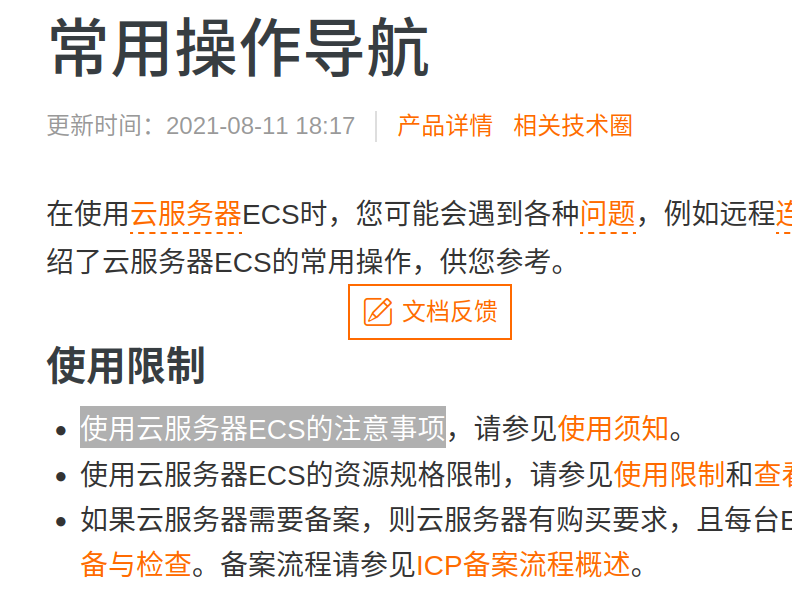 常用操作导航
更新时间：2021-08-11 18:17 产品详情 相关技术圈
在使用云服务器ECS时，您可能会遇到各种问题，例如远程连
绍了云服务器ECS的常用操作，供您参考。
文档反馈
使用限制
使用云服务器ECS的注意事项，请参见使用须知。
使用云服务器ECS的资源规格限制，请参见使用限制和查看
如果云服务器需要备案，则云服务器有购买要求，且每台E
备与检查。备案流程请参见ICP备案流程概述。